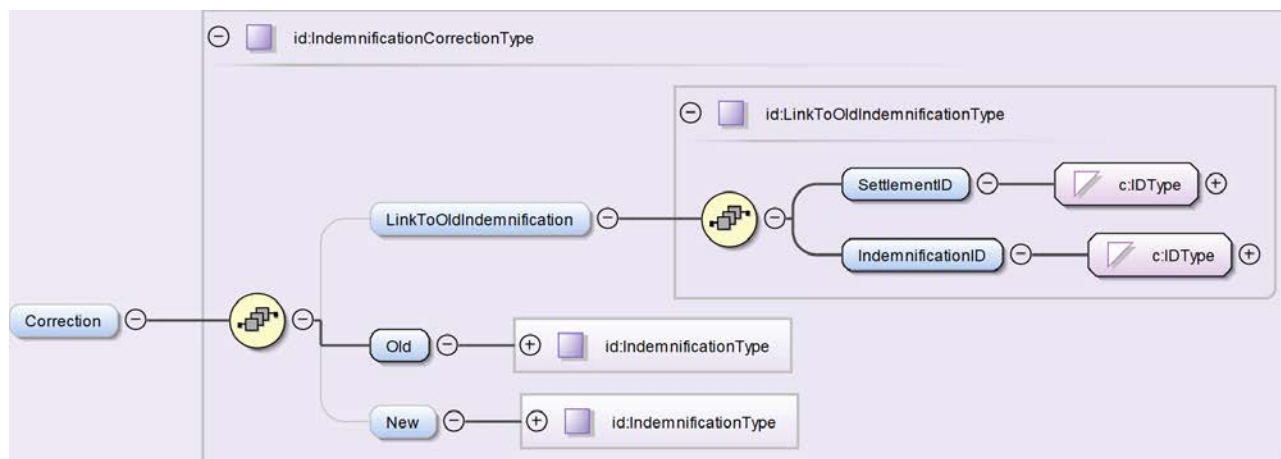 id:IndemnificationCorrectionType
id:LinkToOldIndemnificationType
SettlementID
c:IDType
LinkToOldIndemnification
IndemnificationID
c:IDType
Correction
Old
id:IndemnificationType
New
id:IndemnificationType